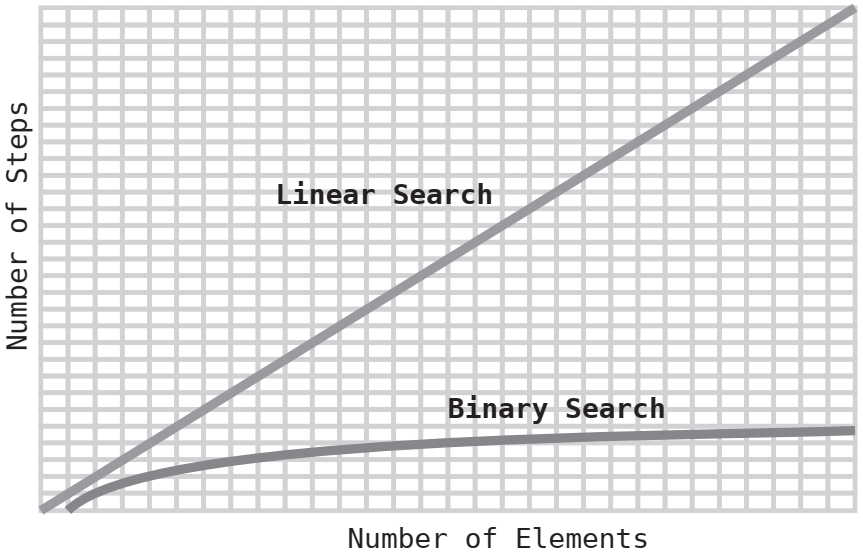 Number of Steps
Linear Search
Binary Search
Number of Elements